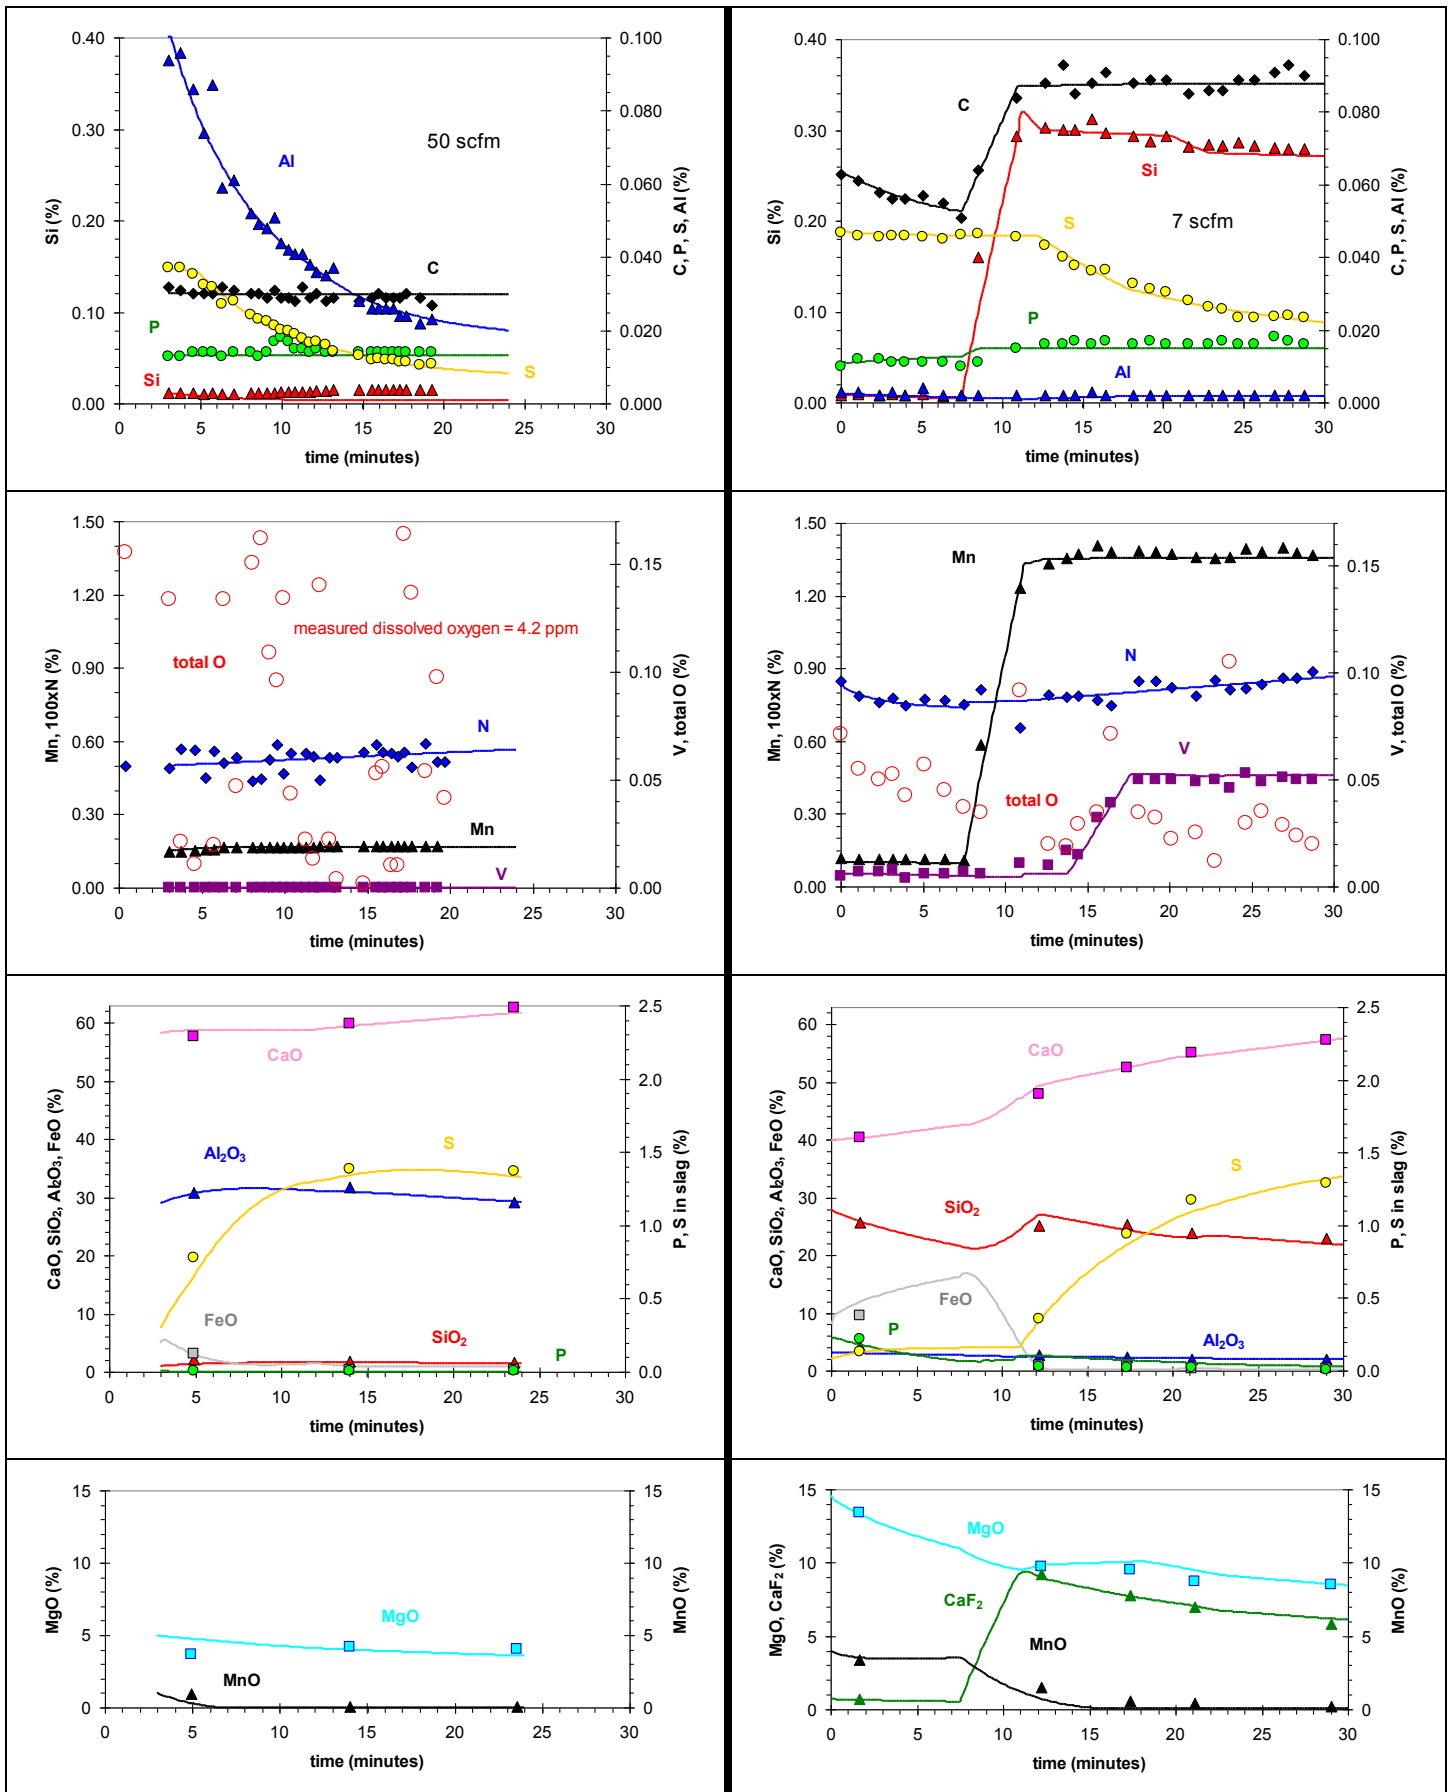 0.40
0.30
0.20
0.10
0.00
Si (%)
0.100
0.080
0.060
0.040
0.020
0.000
C, P, S, Al (%)
50 scfm
Al
C
P
Si
S
0 5 10 15 20 25 30
time (minutes)
0.40
0.30
0.20
0.10
0.00
Si (%)
0.100
0.080
0.060
0.040
0.020
0.000
C, P, S, Al (%)
C
Si
S
7 scfm
P
Al
0 5 10 15 20 25 30
time (minutes)
1.50
1.20
0.90
0.60
0.30
0.00
Mn, 100xN (%)
0.15
0.10
0.05
0.00
V, total O (%)
measured dissolved oxygen = 4.2 ppm
total O
N
Mn
V
0 5 10 15 20 25 30
time (minutes)
1.50
1.20
0.90
0.60
0.30
0.00
Mn, 100xN (%)
0.15
0.10
0.05
0.00
V, total O (%)
Mn
N
V
total O
0 5 10 15 20 25 30
time (minutes)
60
50
40
30
20
10
0
CaO, SiO₂, Al₂O₃, FeO (%)
2.5
2.0
1.5
1.0
0.5
0.0
P, S in slag (%)
CaO
S
Al₂O₃
FeO
SiO₂
P
0 5 10 15 20 25 30
time (minutes)
60
50
40
30
20
10
0
CaO, SiO₂, Al₂O₃, FeO (%)
2.5
2.0
1.5
1.0
0.5
0.0
P, S in slag (%)
CaO
S
SiO₂
FeO
P
Al₂O₃
0 5 10 15 20 25 30
time (minutes)
15
10
5
0
MgO (%)
15
10
5
0
MnO (%)
MgO
MnO
0 5 10 15 20 25 30
time (minutes)
15
10
5
0
MgO, CaF₂ (%)
15
10
5
0
MnO (%)
MgO
CaF₂
MnO
0 5 10 15 20 25 30
time (minutes)